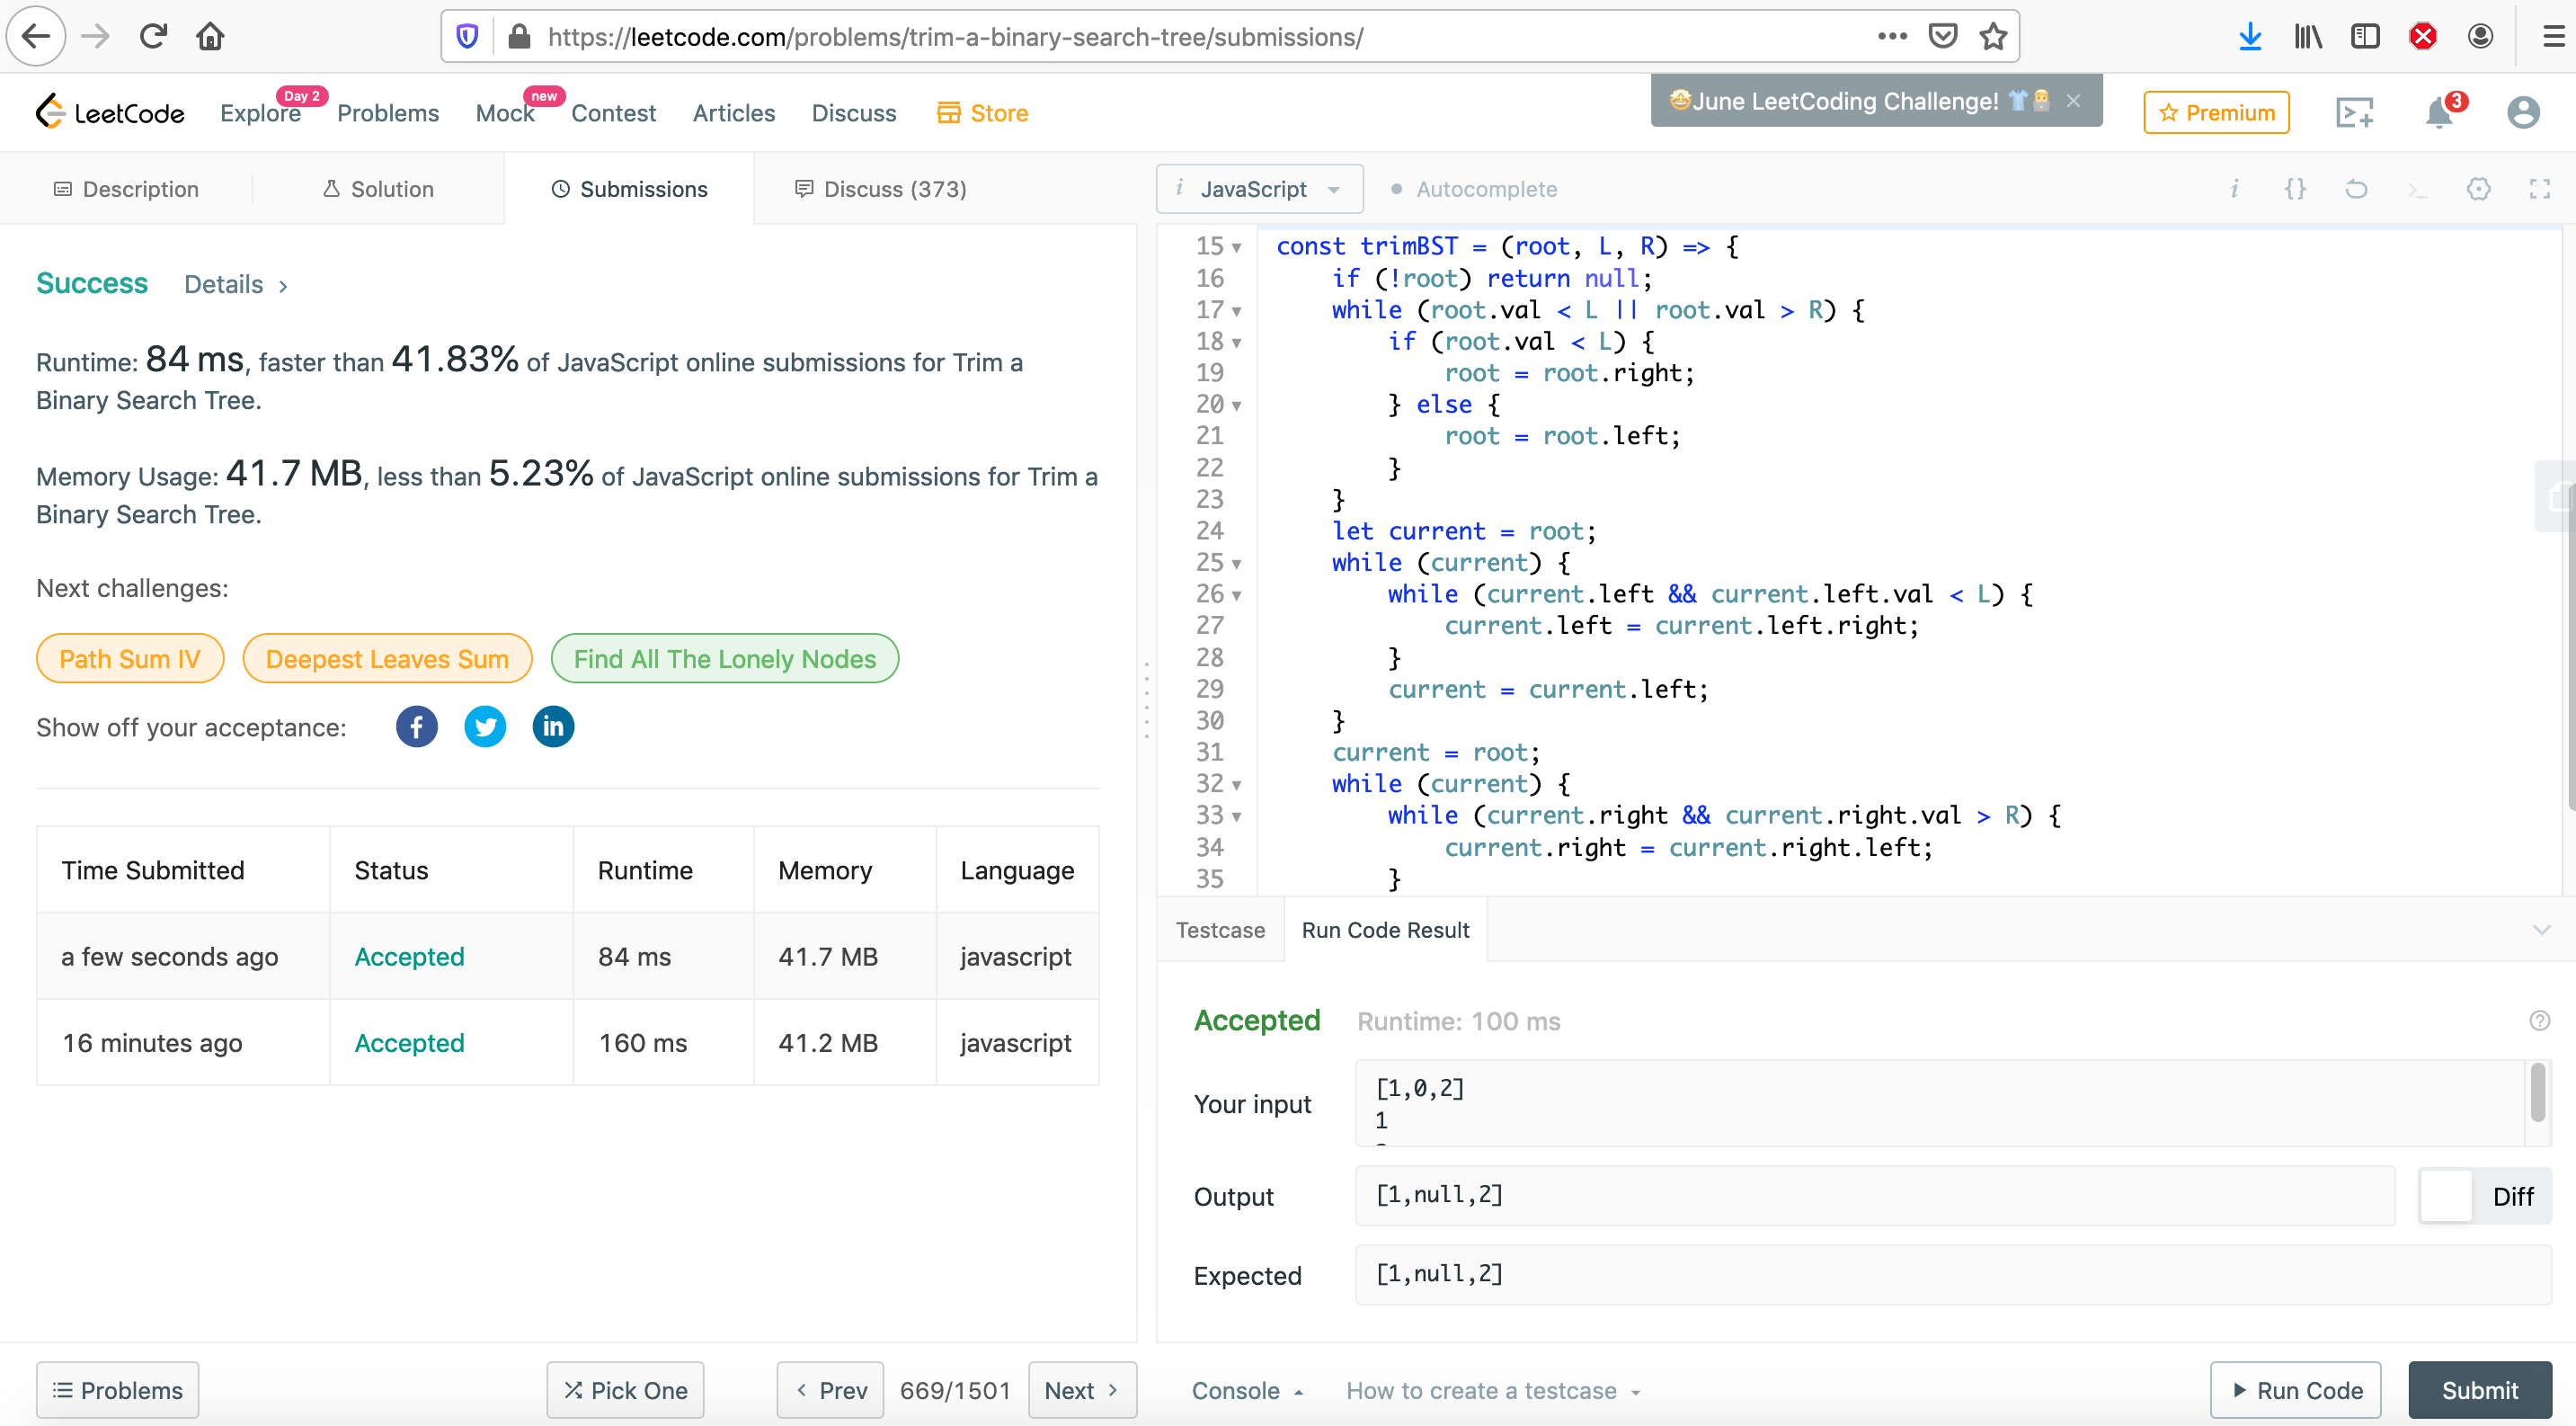 https://leetcode.com/problems/trim-a-binary-search-tree/submissions/
LeetCode
Explore
Day 2
Problems
Mock
new
Contest
Articles
Discuss
Store
🤩June LeetCoding Challenge! 👕
Premium
3
Description
Solution
Submissions
Discuss (373)
i JavaScript
Autocomplete
Success Details
Runtime: 84 ms, faster than 41.83% of JavaScript online submissions for Trim a
Binary Search Tree.
Memory Usage: 41.7 MB, less than 5.23% of JavaScript online submissions for Trim a
Binary Search Tree.
Next challenges:
Path Sum IV
Deepest Leaves Sum
Find All The Lonely Nodes
Show off your acceptance:
Time Submitted Status Runtime Memory Language
a few seconds ago Accepted 84 ms 41.7 MB javascript
16 minutes ago Accepted 160 ms 41.2 MB javascript
15 const trimBST = (root, L, R) => {
16     if (!root) return null;
17     while (root.val < L || root.val > R) {
18         if (root.val < L) {
19             root = root.right;
20         } else {
21             root = root.left;
22         }
23     }
24     let current = root;
25     while (current) {
26         while (current.left && current.left.val < L) {
27             current.left = current.left.right;
28         }
29         current = current.left;
30     }
31     current = root;
32     while (current) {
33         while (current.right && current.right.val > R) {
34             current.right = current.right.left;
35         }
Testcase
Run Code Result
Accepted Runtime: 100 ms
Your input
[1,0,2]
1
Output
[1,null,2]
Diff
Expected
[1,null,2]
Problems
Pick One
Prev
669/1501
Next
Console
How to create a testcase
Run Code
Submit